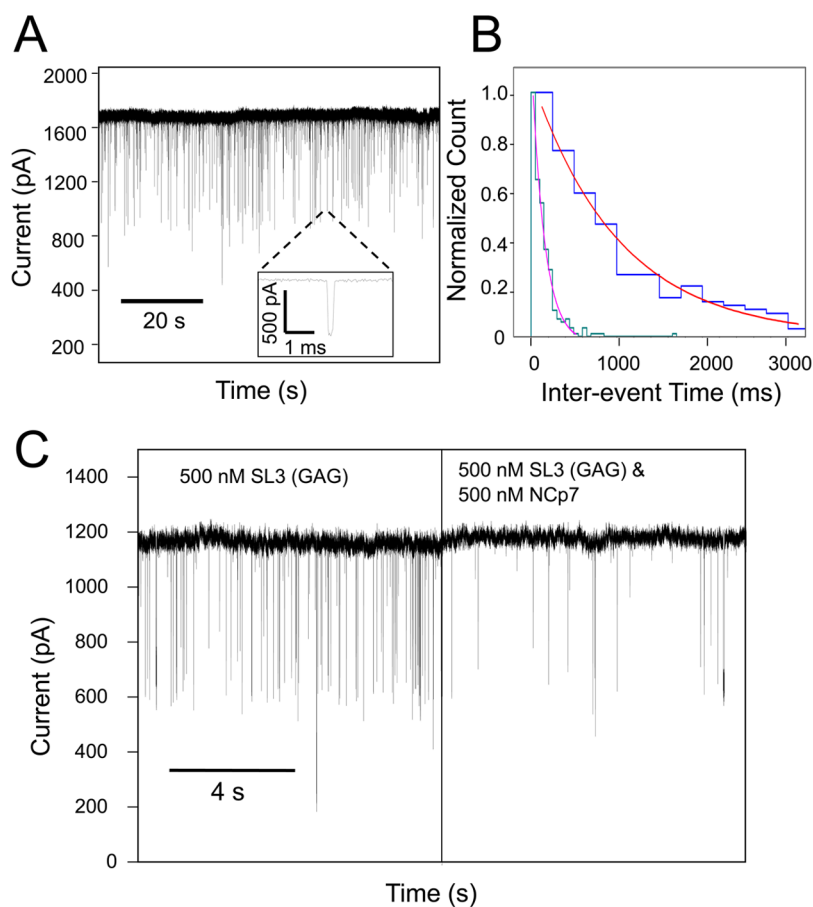 A
2000
1600
1200
800
400
200
Current (pA)
20 s
500 pA
1 ms
Time (s)
B
1.0
0.8
0.6
0.4
0.2
0
Normalized Count
0
1000
2000
3000
Inter-event Time (ms)
C
1400
1200
1000
800
600
400
200
0
Current (pA)
500 nM SL3 (GAG)
500 nM SL3 (GAG) &
500 nM NCp7
4 s
Time (s)